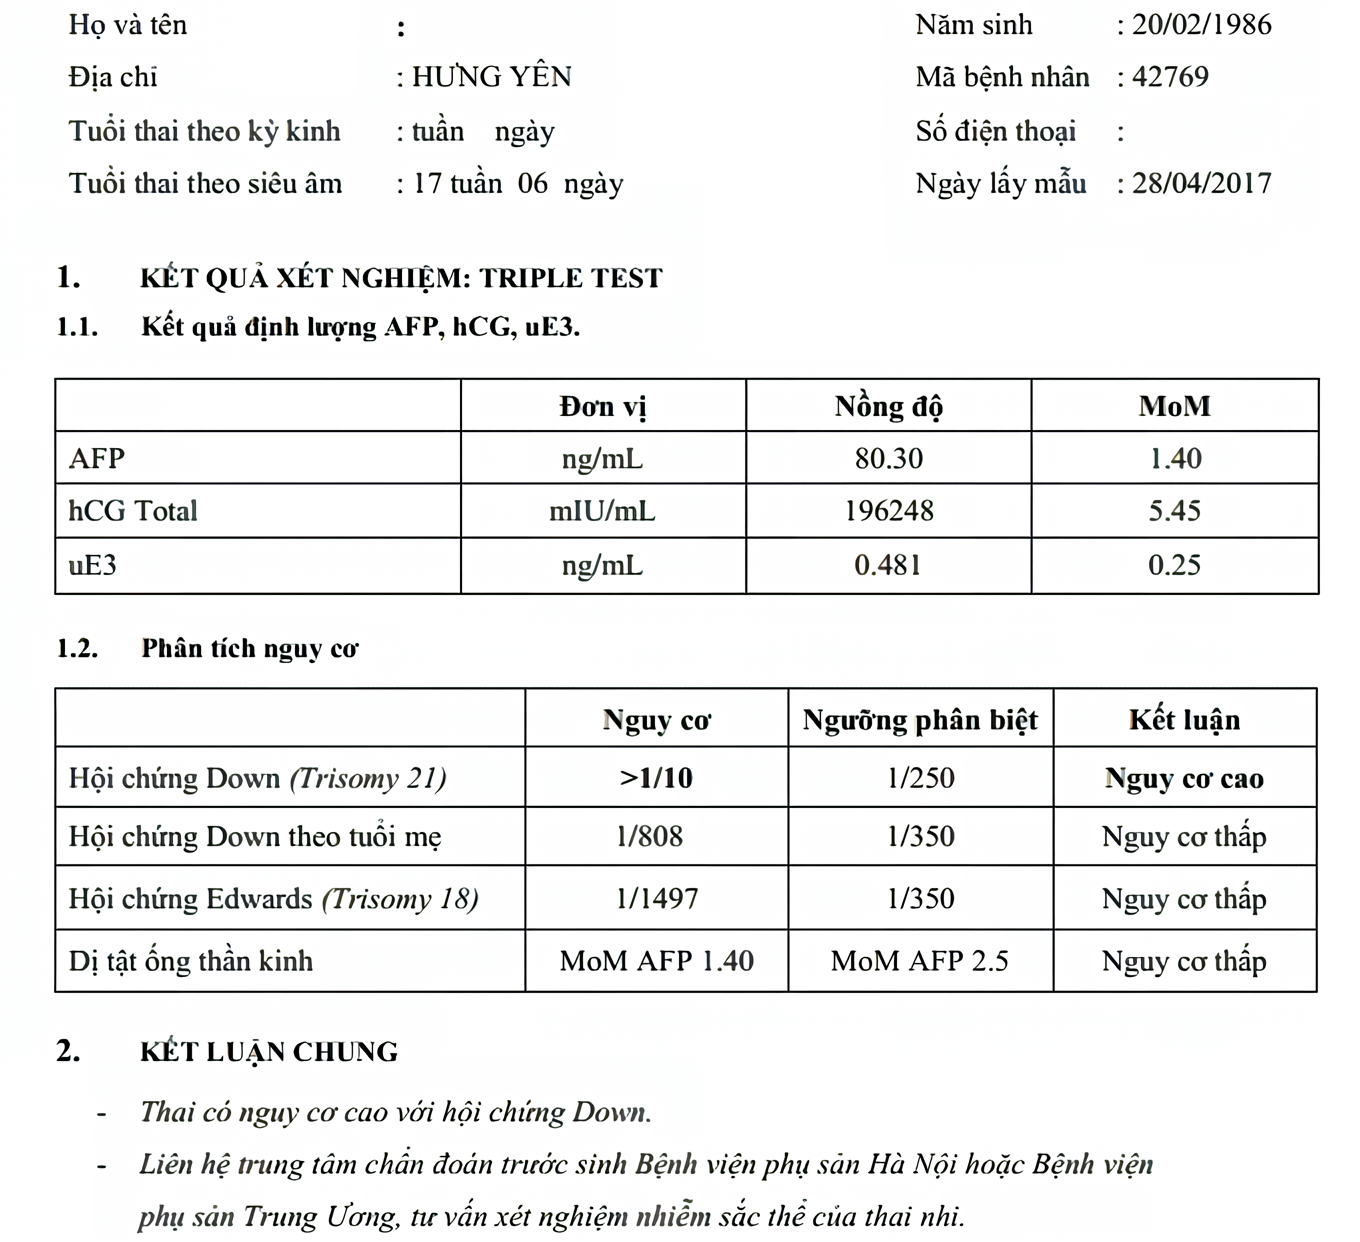 Họ và tên : Năm sinh : 20/02/1986
Địa chỉ : HƯNG YÊN Mã bệnh nhân : 42769
Tuổi thai theo kỳ kinh : tuần ngày Số điện thoại :
Tuổi thai theo siêu âm : 17 tuần 06 ngày Ngày lấy mẫu : 28/04/2017
1. KẾT QUẢ XÉT NGHIỆM: TRIPLE TEST
1.1. Kết quả định lượng AFP, hCG, uE3.
Đơn vị Nồng độ MoM
AFP ng/mL 80.30 1.40
hCG Total mIU/mL 196248 5.45
uE3 ng/mL 0.481 0.25
1.2. Phân tích nguy cơ
Nguy cơ Ngưỡng phân biệt Kết luận
Hội chứng Down (Trisomy 21) >1/10 1/250 Nguy cơ cao
Hội chứng Down theo tuổi mẹ 1/808 1/350 Nguy cơ thấp
Hội chứng Edwards (Trisomy 18) 1/1497 1/350 Nguy cơ thấp
Dị tật ống thần kinh MoM AFP 1.40 MoM AFP 2.5 Nguy cơ thấp
2. KẾT LUẬN CHUNG
- Thai có nguy cơ cao với hội chứng Down.
- Liên hệ trung tâm chẩn đoán trước sinh Bệnh viện phụ sản Hà Nội hoặc Bệnh viện
phụ sản Trung Ương, tư vấn xét nghiệm nhiễm sắc thể của thai nhi.